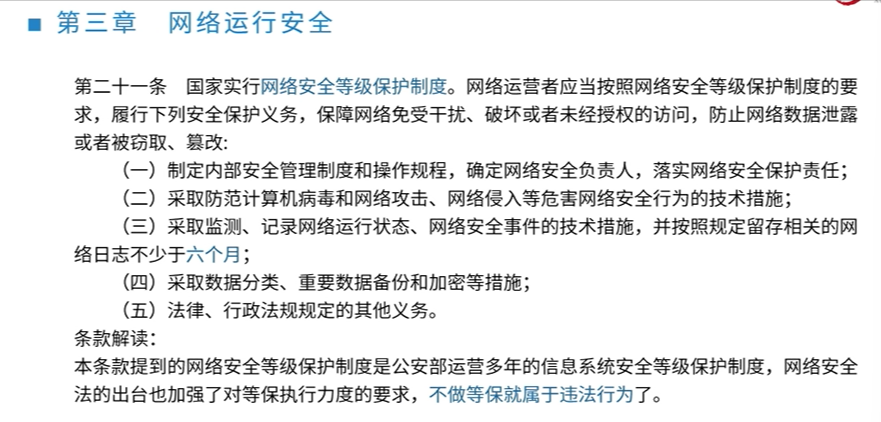 ■ 第三章 网络运行安全
第二十一条 国家实行网络安全等级保护制度。网络运营者应当按照网络安全等级保护制度的要
求，履行下列安全保护义务，保障网络免受干扰、破坏或者未经授权的访问，防止网络数据泄露
或者被窃取、篡改:
（一）制定内部安全管理制度和操作规程，确定网络安全负责人，落实网络安全保护责任；
（二）采取防范计算机病毒和网络攻击、网络侵入等危害网络安全行为的技术措施；
（三）采取监测、记录网络运行状态、网络安全事件的技术措施，并按照规定留存相关的网
络日志不少于六个月；
（四）采取数据分类、重要数据备份和加密等措施；
（五）法律、行政法规规定的其他义务。
条款解读：
本条款提到的网络安全等级保护制度是公安部运营多年的信息系统安全等级保护制度，网络安全
法的出台也加强了对等保执行力度的要求，不做等保就属于违法行为了。